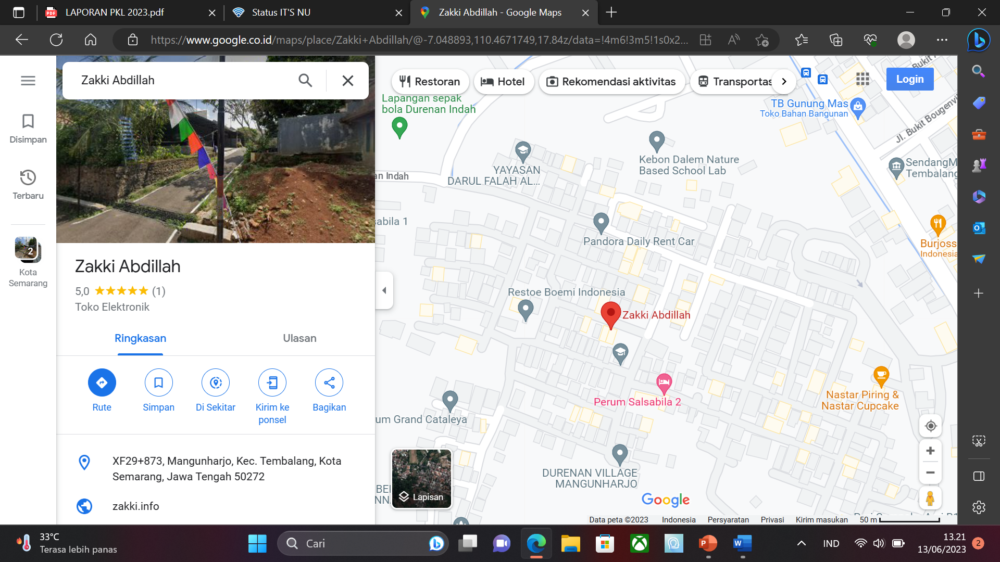 LAPORAN PKL 2023.pdf
Status IT'S NU
Zakki Abdillah - Google Maps
https://www.google.co.id/maps/place/Zakki+Abdillah/@-7.048893,110.4671749,17.84z/data=!4m6!3m5!1s0x2...
Zakki Abdillah
Disimpan
Terbaru
2
Kota
Semarang
Zakki Abdillah
5,0 (1)
Toko Elektronik
Ringkasan
Ulasan
Rute
Simpan
Di Sekitar
Kirim ke
ponsel
Bagikan
XF29+873, Mangunharjo, Kec. Tembalang, Kota
Semarang, Jawa Tengah 50272
zakki.info
Restoran
Hotel
Rekomendasi aktivitas
Transportas
Login
Lapangan sepak
bola Durenan Indah
TB Gunung Mas
Toko Bahan Bangunan
Jl. Bukit Bougenvi
Bukit
Kebon Dalem Nature
Based School Lab
YAYASAN
DARUL FALAH AL...
an Indah
SendangM
Tembalang
sabila 1
Pandora Daily Rent Car
Burjoss
Indonesia
Restoe Boemi Indonesia
Zakki Abdillah
Perum Salsabila 2
Nastar Piring &
Nastar Cupcake
um Grand Cataleya
DURENAN VILLAGE
MANGUNHARJO
Lapisan
Google
Data peta ©2023
Indonesia
Persyaratan
Privasi
Kirim masukan
50 m
33°C
Terasa lebih panas
Cari
IND
13.21
13/06/2023
2